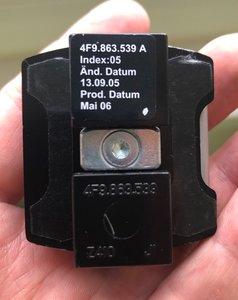 4F9.863.539 A
Index:05
Änd. Datum
13.09.05
Prod. Datum
Mai 06
4F9.863.539